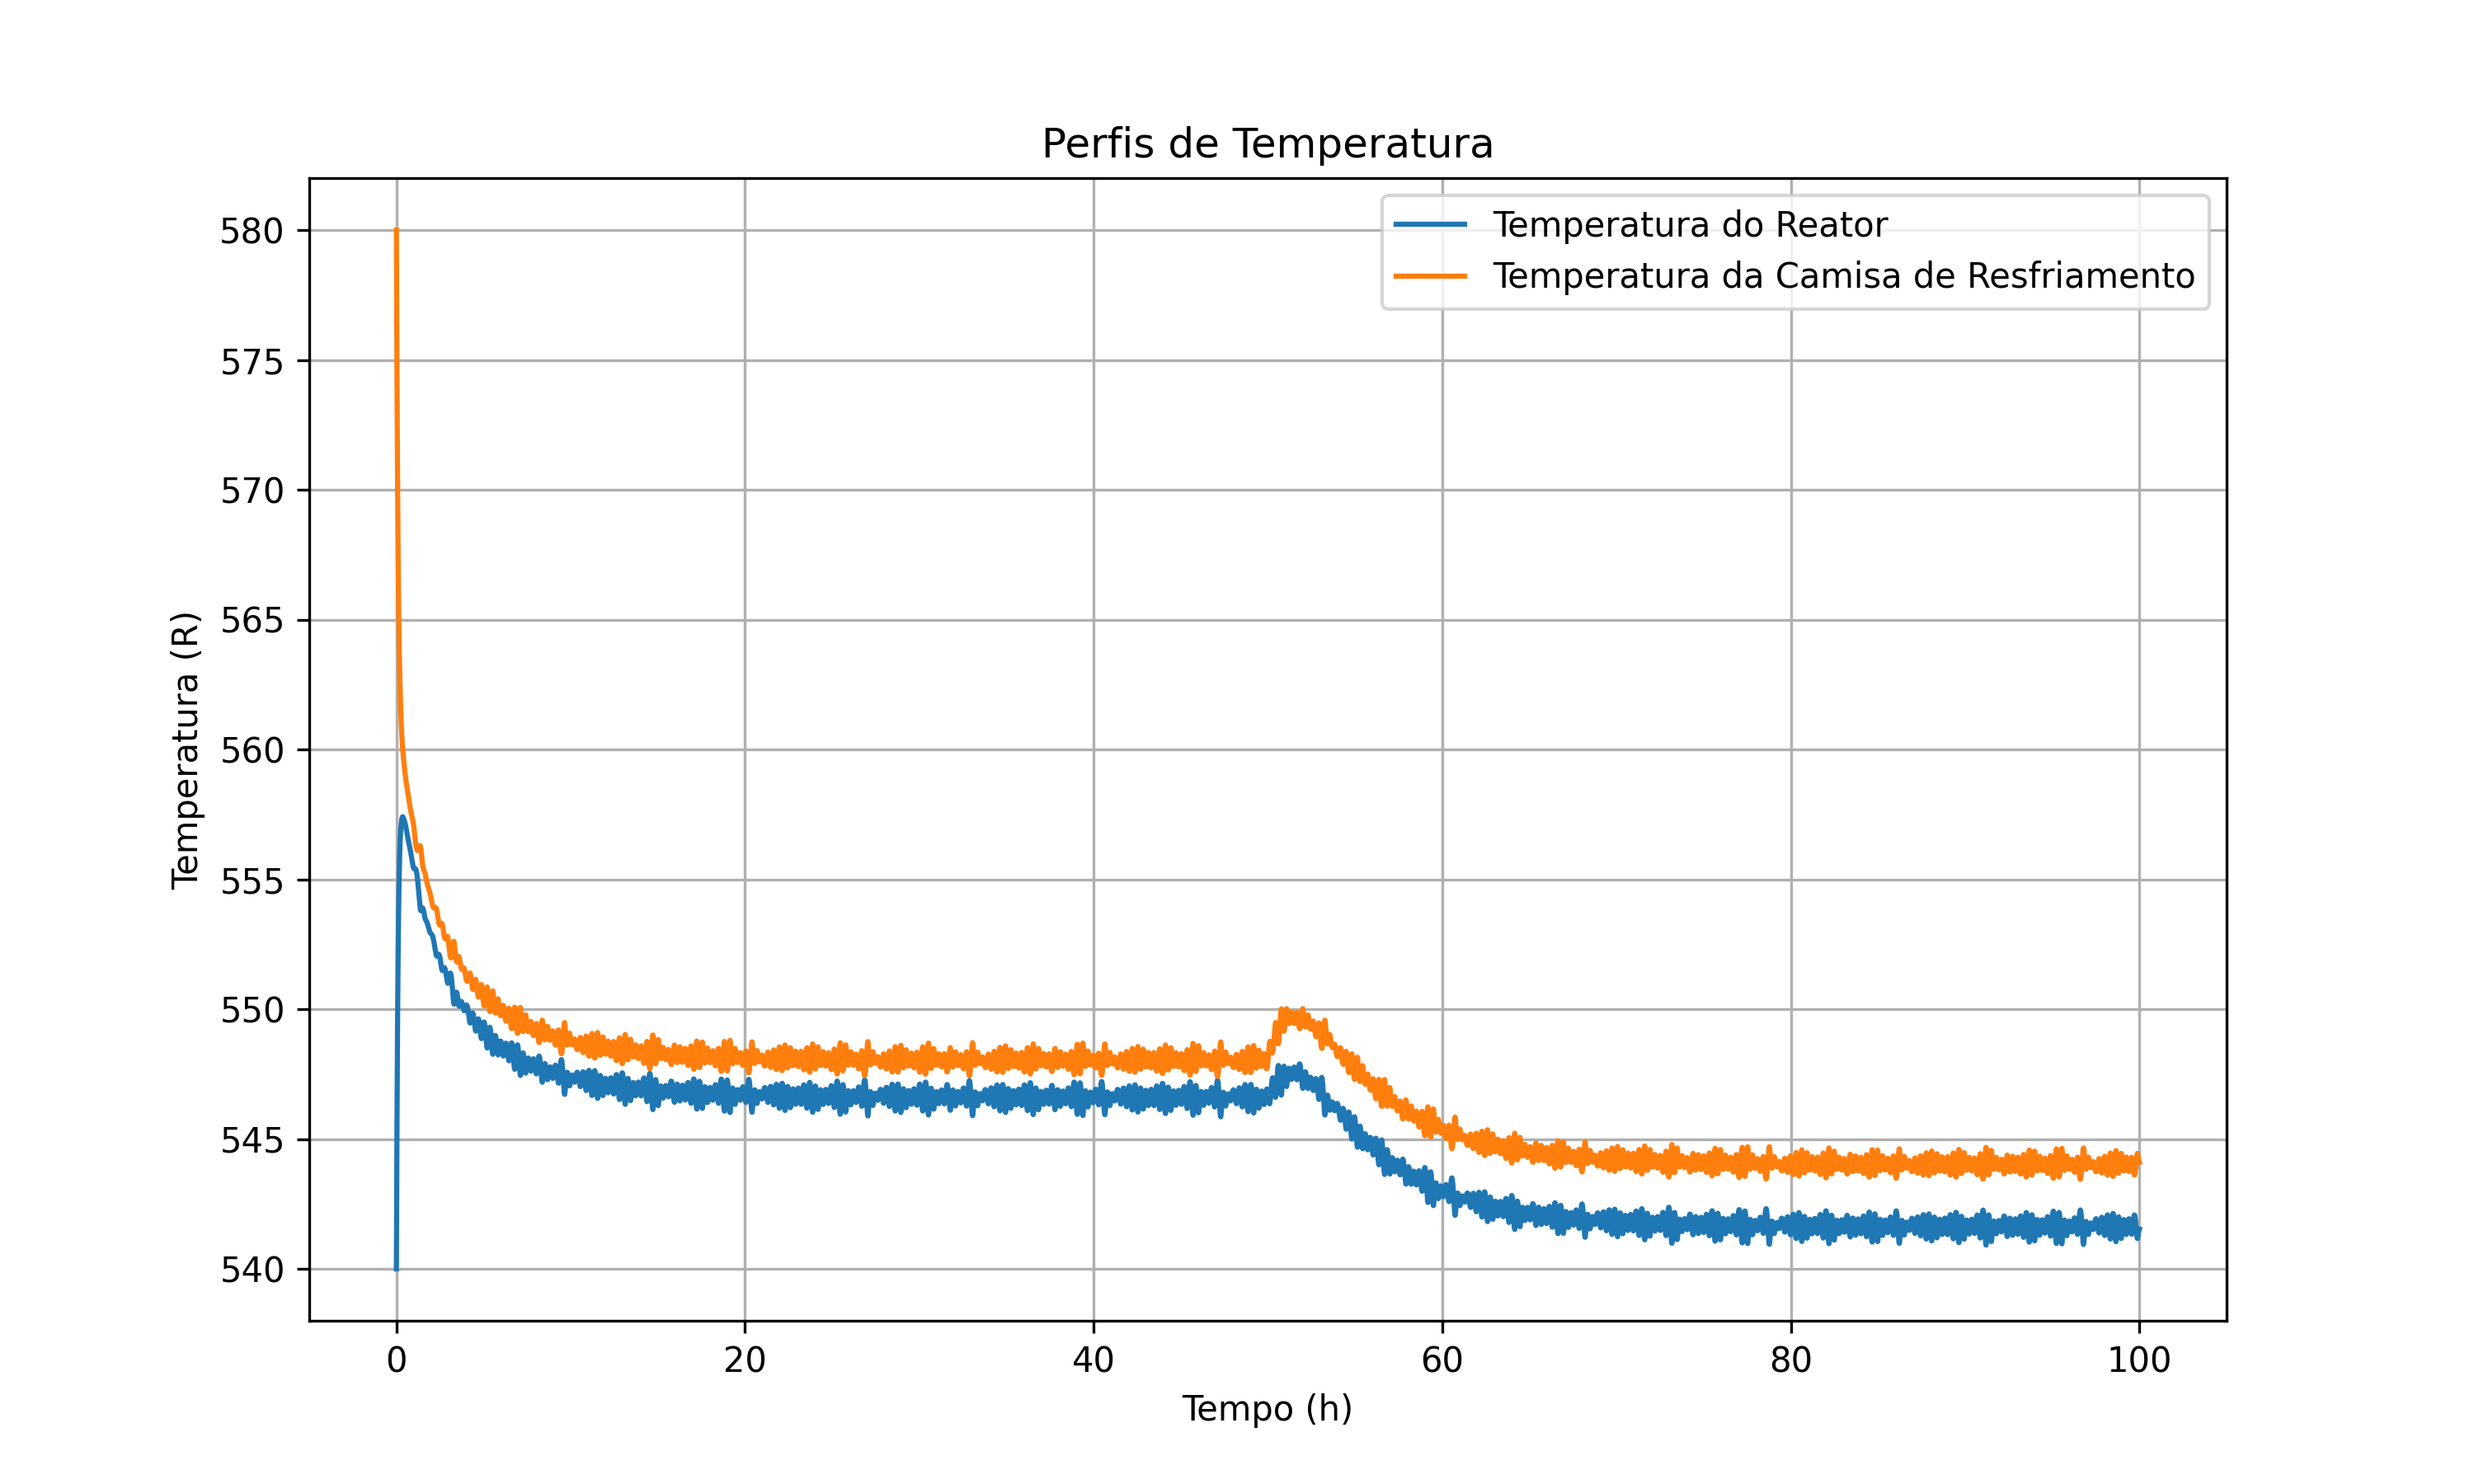 Perfis de Temperatura
Temperatura do Reator
Temperatura da Camisa de Resfriamento
Temperatura (R)
580
575
570
565
560
555
550
545
540
0 20 40 60 80 100
Tempo (h)